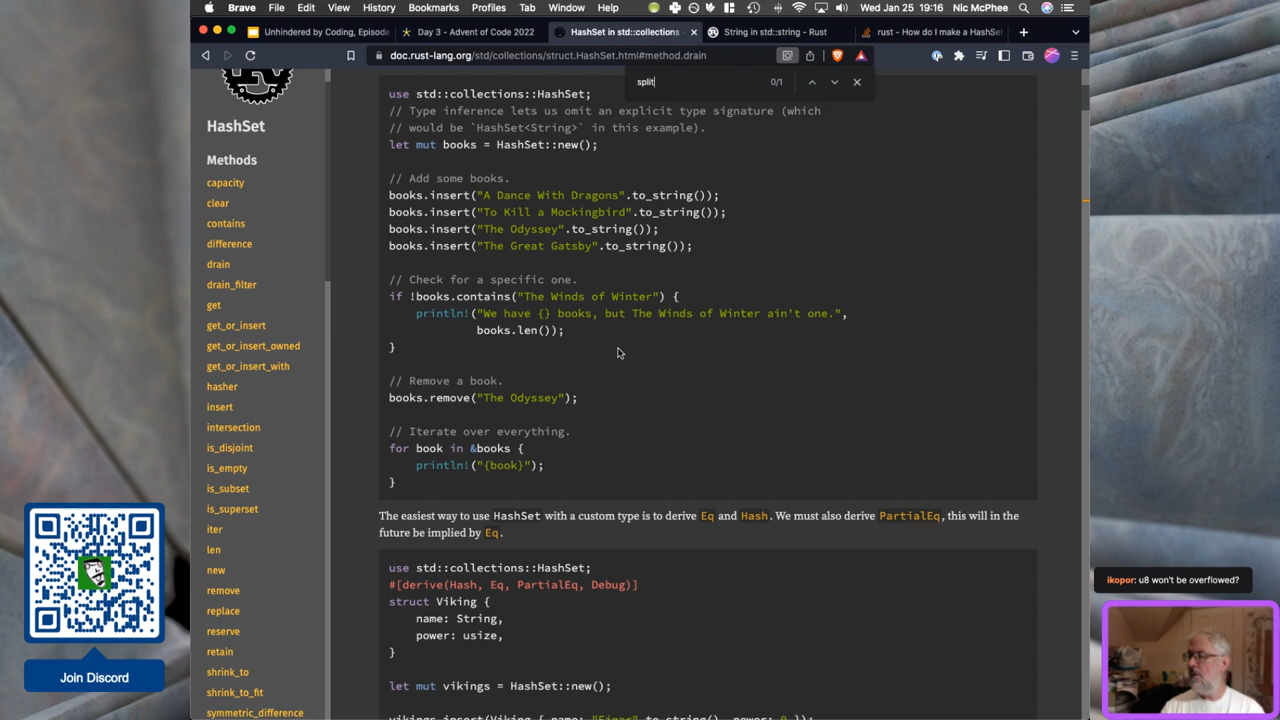 Brave File Edit View History Bookmarks Profiles Tab Window Help Wed Jan 25 19:16 Nic McPhee
Unhindered by Coding, Episode
Day 3 - Advent of Code 2022
HashSet in std::collections
String in std::string - Rust
rust - How do I make a HashSet
doc.rust-lang.org/std/collections/struct.HashSet.html#method.drain
split 0/1
HashSet
Methods
capacity
clear
contains
difference
drain
drain_filter
get
get_or_insert
get_or_insert_owned
get_or_insert_with
hasher
insert
intersection
is_disjoint
is_empty
is_subset
is_superset
iter
len
new
remove
replace
reserve
retain
shrink_to
shrink_to_fit
symmetric_difference
use std::collections::HashSet;
// Type inference lets us omit an explicit type signature (which
// would be `HashSet<String>` in this example).
let mut books = HashSet::new();
// Add some books.
books.insert("A Dance With Dragons".to_string());
books.insert("To Kill a Mockingbird".to_string());
books.insert("The Odyssey".to_string());
books.insert("The Great Gatsby".to_string());
// Check for a specific one.
if !books.contains("The Winds of Winter") {
println!("We have {} books, but The Winds of Winter ain't one.",
books.len());
}
// Remove a book.
books.remove("The Odyssey");
// Iterate over everything.
for book in &books {
println!("{book}");
}
The easiest way to use HashSet with a custom type is to derive Eq and Hash. We must also derive PartialEq, this will in the
future be implied by Eq.
use std::collections::HashSet;
#[derive(Hash, Eq, PartialEq, Debug)]
struct Viking {
name: String,
power: usize,
}
let mut vikings = HashSet::new();
vikings.insert(Viking { name: "Einar".to_string(), power: 9 });
Join Discord
ikopor: u8 won't be overflowed?